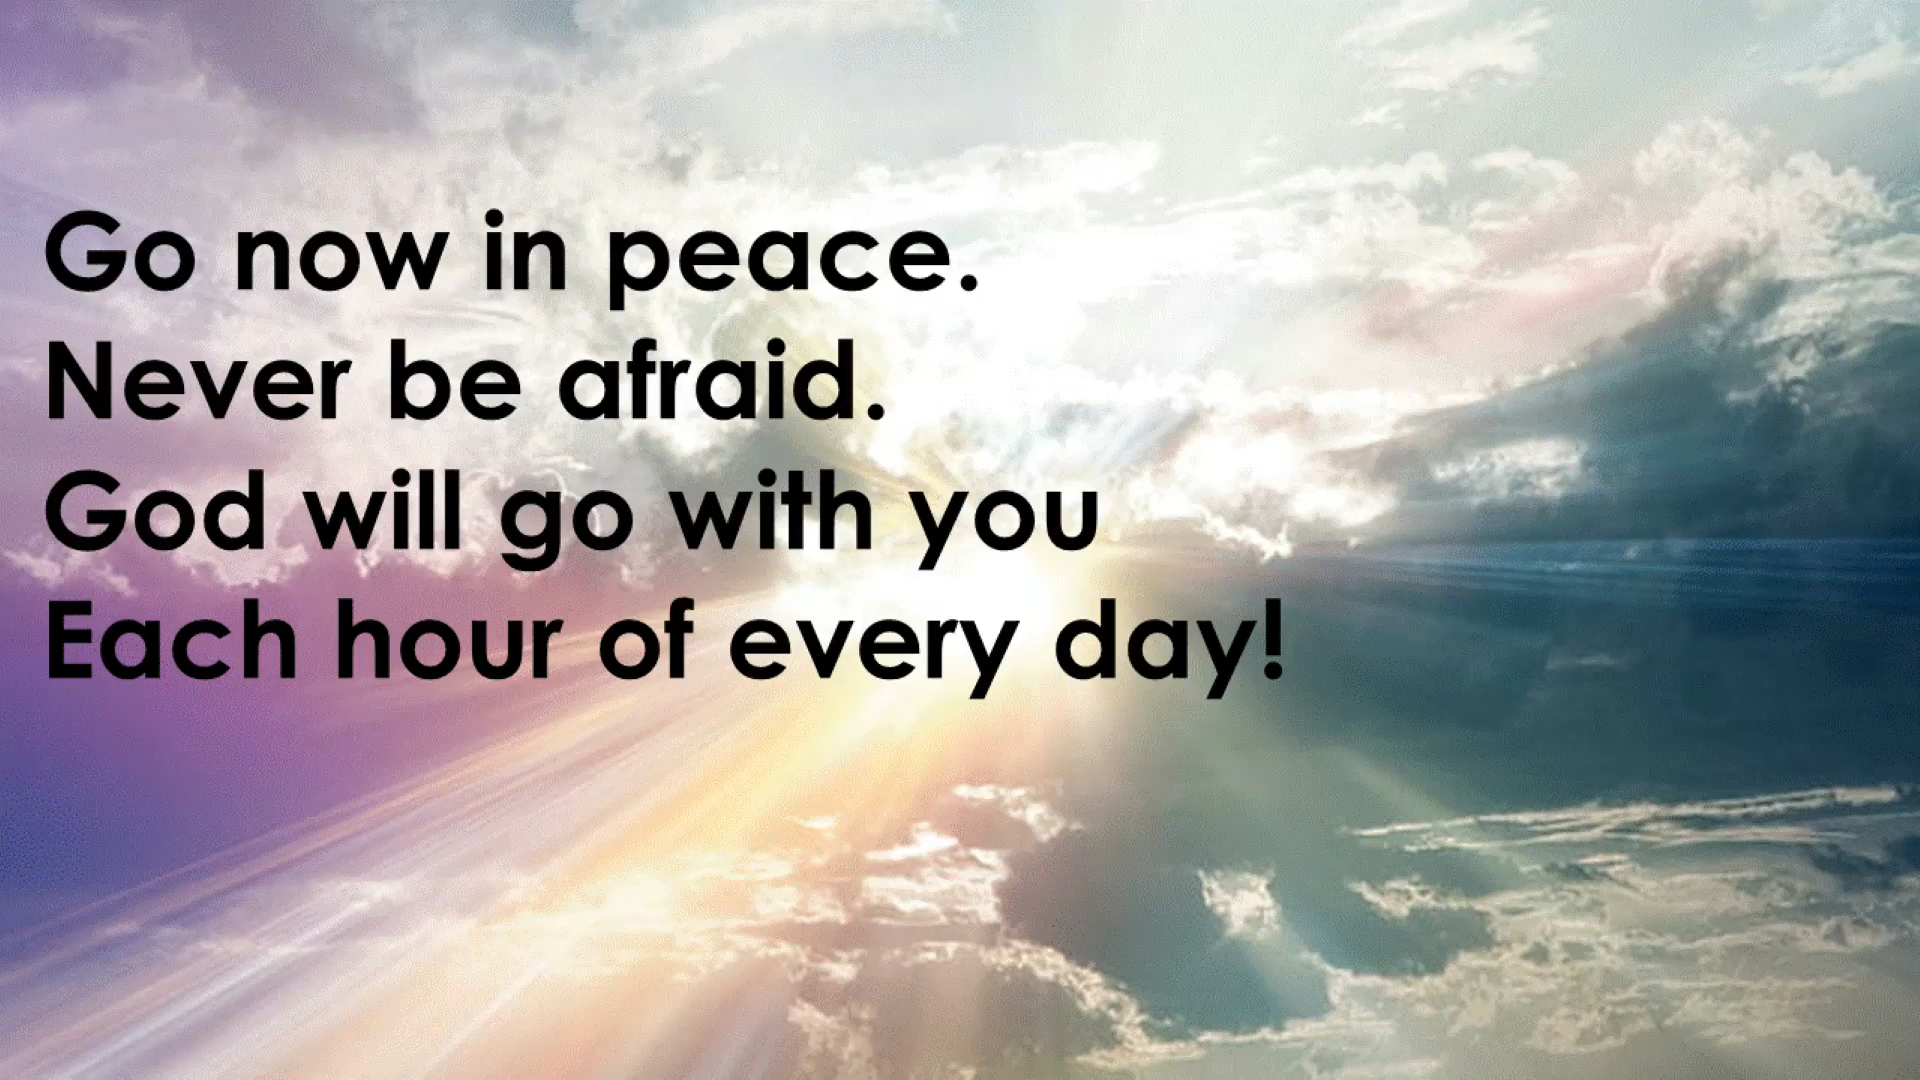 Go now in peace.
Never be afraid.
God will go with you
Each hour of every day!